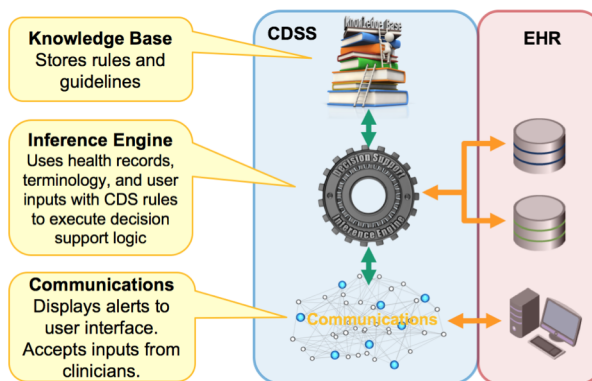 Knowledge Base
Stores rules and
guidelines
Inference Engine
Uses health records,
terminology, and user
inputs with CDS rules
to execute decision
support logic
Communications
Displays alerts to
user interface.
Accepts inputs from
clinicians.
CDSS
Knowledge Base
Decision Support
Inference Engine
Communications
EHR